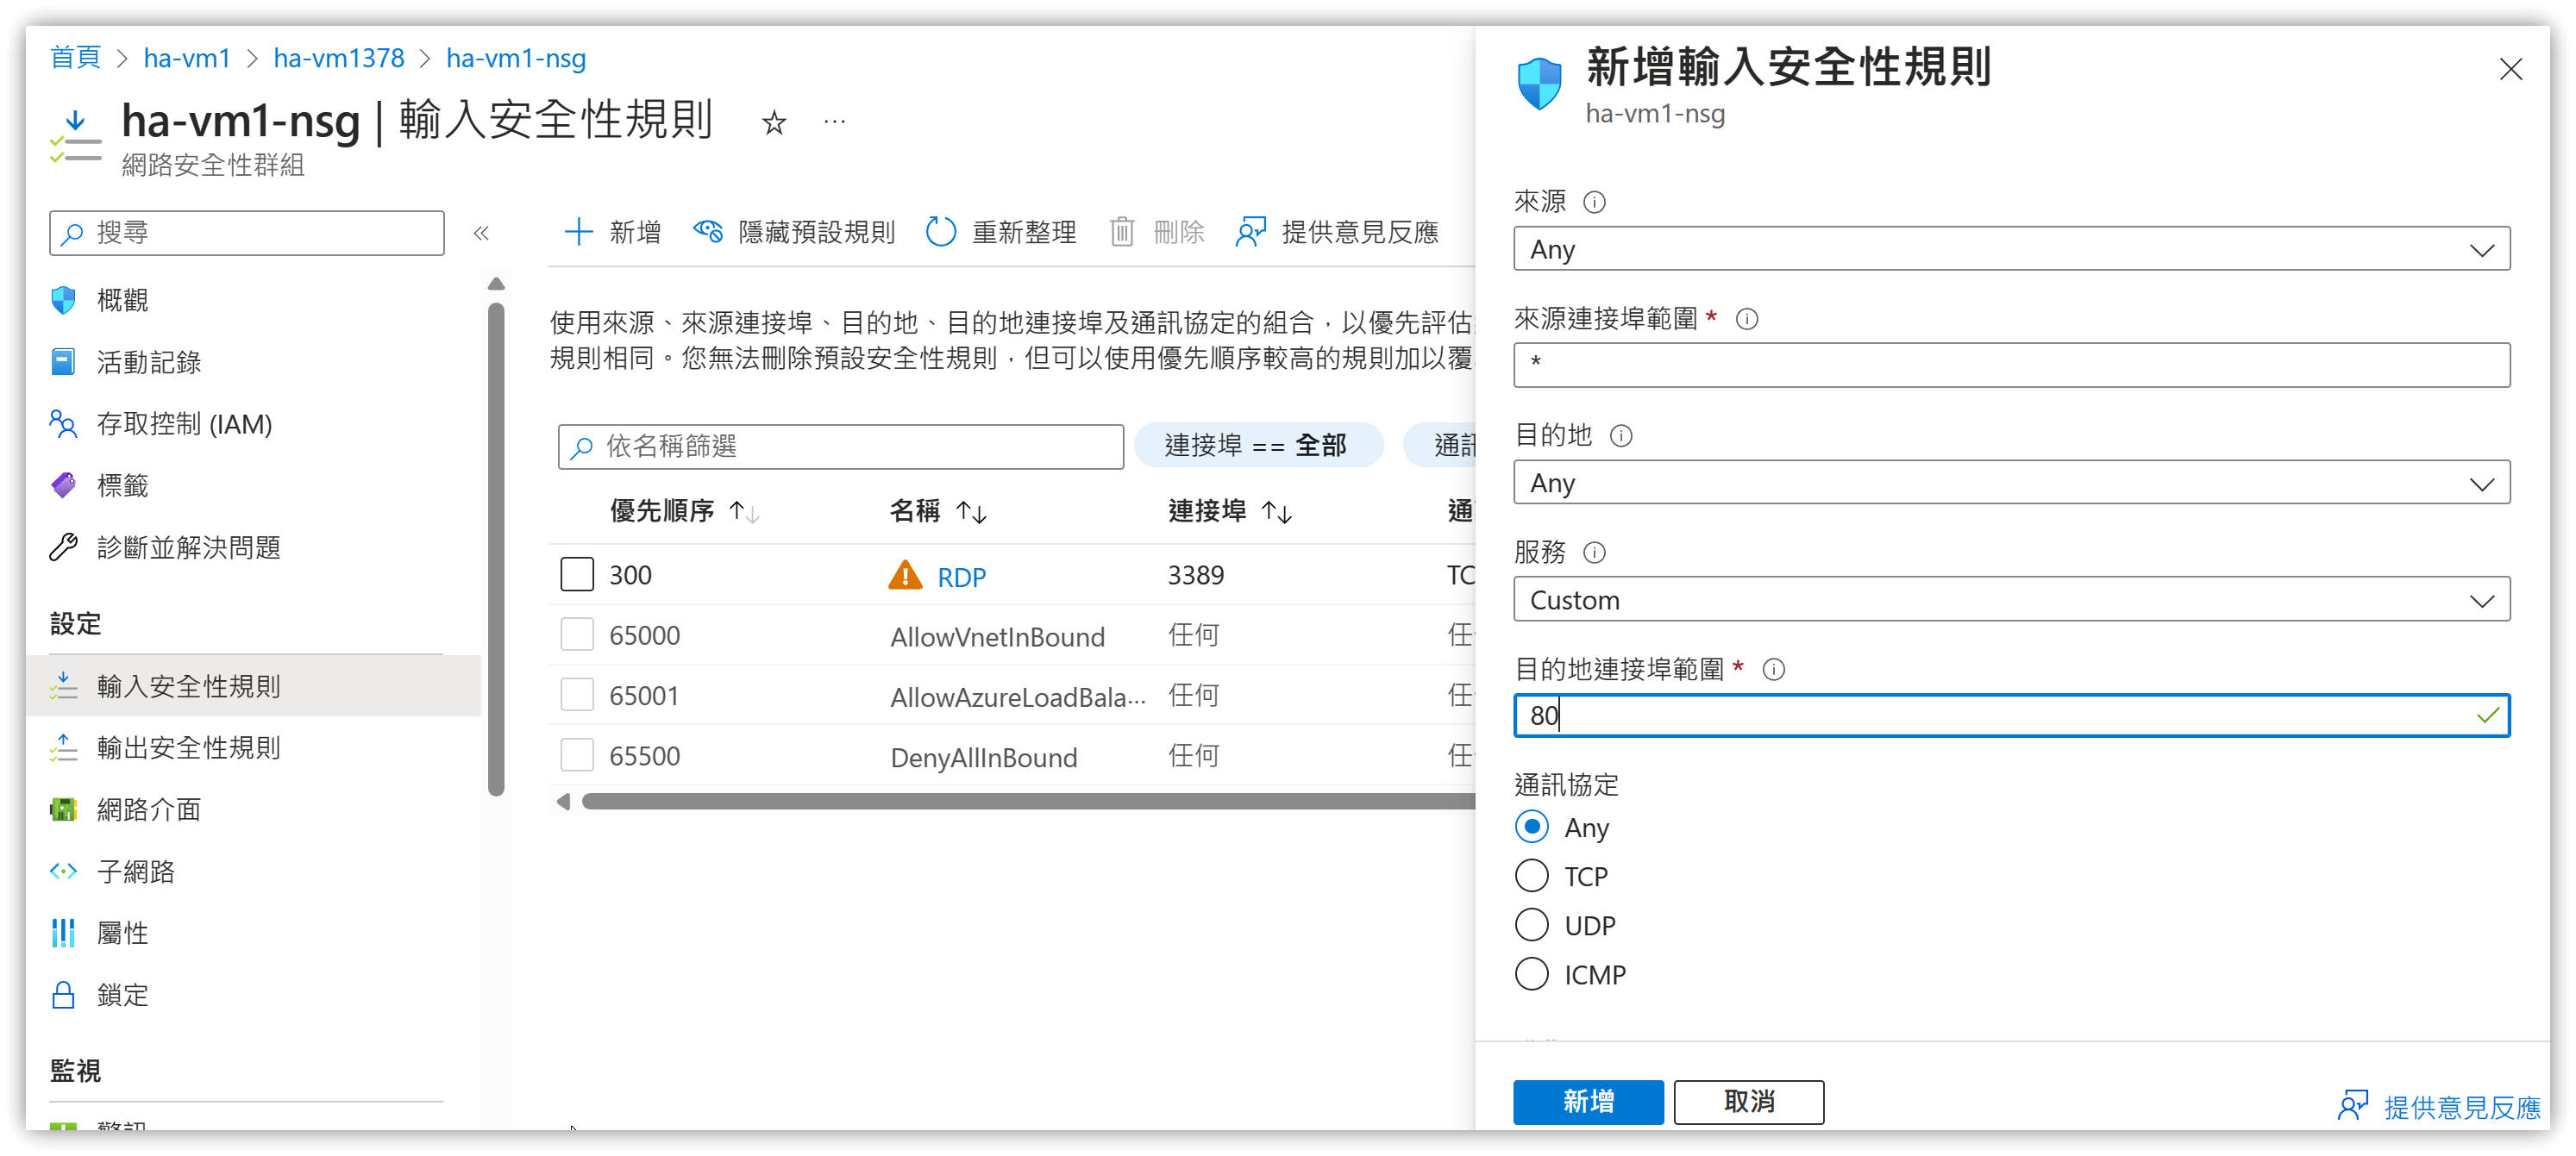 首頁 > ha-vm1 > ha-vm1378 > ha-vm1-nsg
ha-vm1-nsg | 輸入安全性規則
網路安全性群組
搜尋
概觀
活動記錄
存取控制 (IAM)
標籤
診斷並解決問題
設定
輸入安全性規則
輸出安全性規則
網路介面
子網路
屬性
鎖定
監視
新增 隱藏預設規則 重新整理 刪除 提供意見反應
使用來源、來源連接埠、目的地、目的地連接埠及通訊協定的組合，以優先評估
規則相同。您無法刪除預設安全性規則，但可以使用優先順序較高的規則加以覆
依名稱篩選 連接埠 == 全部 通訊
優先順序 名稱 連接埠 通
300 RDP 3389 TC
65000 AllowVnetInBound 任何 任
65001 AllowAzureLoadBala... 任何 任
65500 DenyAllInBound 任何 任
新增輸入安全性規則
ha-vm1-nsg
來源
Any
來源連接埠範圍 *
*
目的地
Any
服務
Custom
目的地連接埠範圍 *
80
通訊協定
Any
TCP
UDP
ICMP
新增 取消
提供意見反應